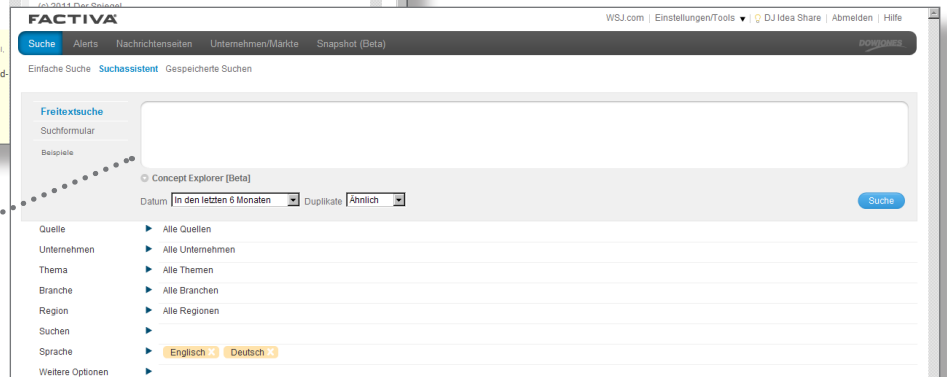 (c) 2011 Der Spiegel
FACTIVA
WSJ.com | Einstellungen/Tools | DJ Idea Share | Abmelden | Hilfe
Suche Alerts Nachrichtenseiten Unternehmen/Märkte Snapshot (Beta) DOWJONES
d-
Einfache Suche Suchassistent Gespeicherte Suchen
Freitextsuche
Suchformular
Beispiele
Concept Explorer [Beta]
Datum In den letzten 6 Monaten Duplikate Ähnlich Suche
Quelle Alle Quellen
Unternehmen Alle Unternehmen
Thema Alle Themen
Branche Alle Branchen
Region Alle Regionen
Suchen
Sprache Englisch x Deutsch x
Weitere Optionen